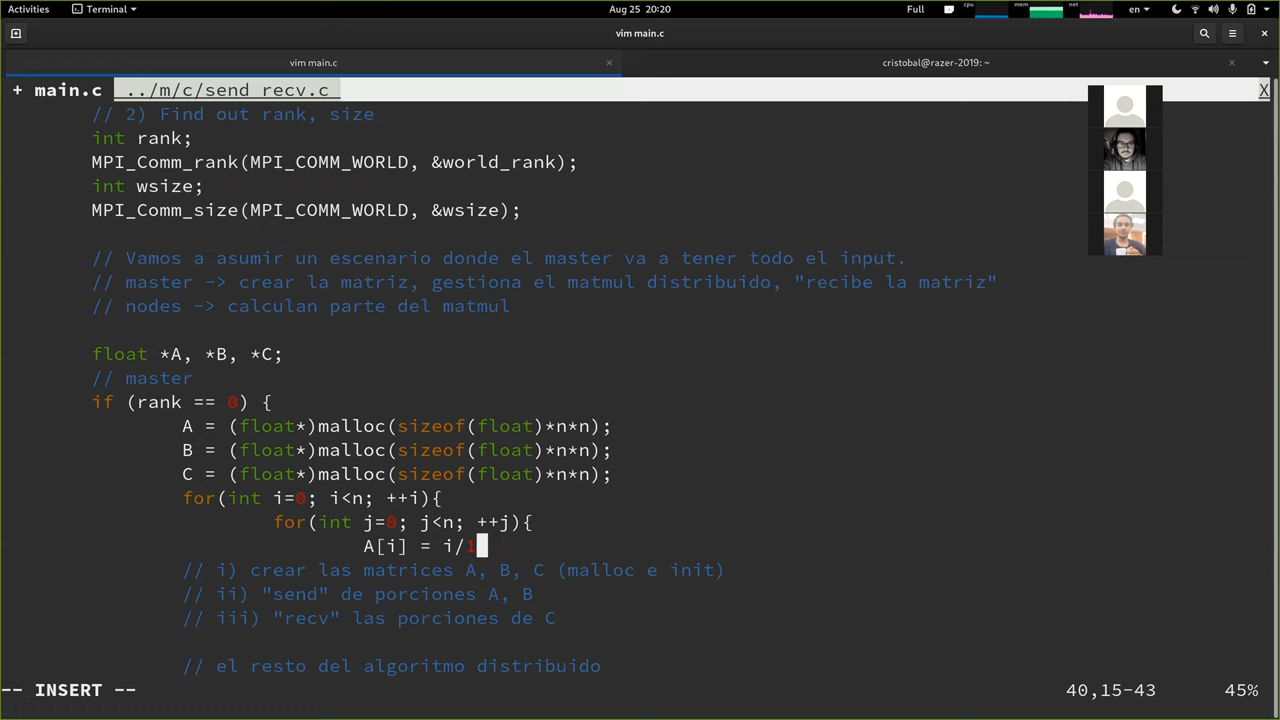 Activities Terminal Aug 25 20:20 Full cpu mem net en
vim main.c
vim main.c × cristobal@razer-2019: ~ ×
+ main.c ../m/c/send_recv.c X
// 2) Find out rank, size
int rank;
MPI_Comm_rank(MPI_COMM_WORLD, &world_rank);
int wsize;
MPI_Comm_size(MPI_COMM_WORLD, &wsize);
// Vamos a asumir un escenario donde el master va a tener todo el input.
// master -> crear la matriz, gestiona el matmul distribuido, "recibe la matriz"
// nodes -> calculan parte del matmul
float *A, *B, *C;
// master
if (rank == 0) {
A = (float*)malloc(sizeof(float)*n*n);
B = (float*)malloc(sizeof(float)*n*n);
C = (float*)malloc(sizeof(float)*n*n);
for(int i=0; i<n; ++i){
for(int j=0; j<n; ++j){
A[i] = i/1
// i) crear las matrices A, B, C (malloc e init)
// ii) "send" de porciones A, B
// iii) "recv" las porciones de C
// el resto del algoritmo distribuido
-- INSERT -- 40,15-43 45%